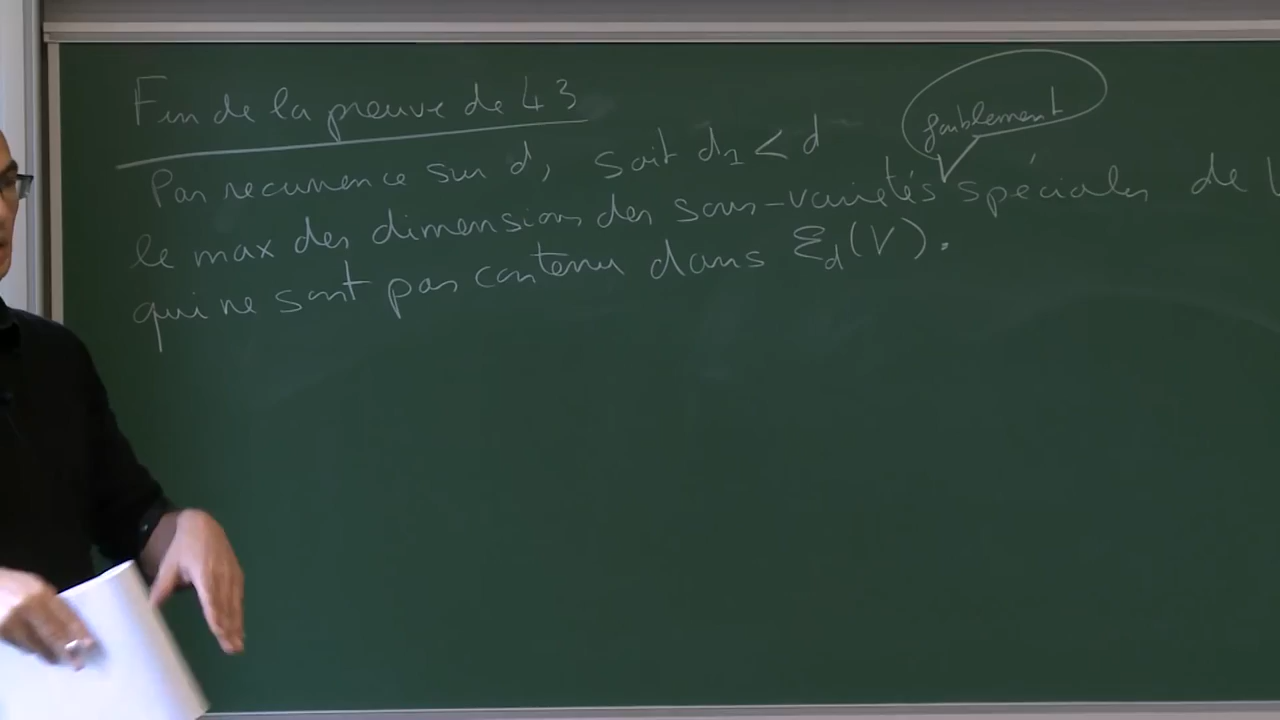 Fin de la preuve de 4 3
Par recurrence sur d, soit d₁ < d
faiblement
le max des dimensions des sous-variétés spéciales de
qui ne sont pas contenu dans Ɛ_d(V).